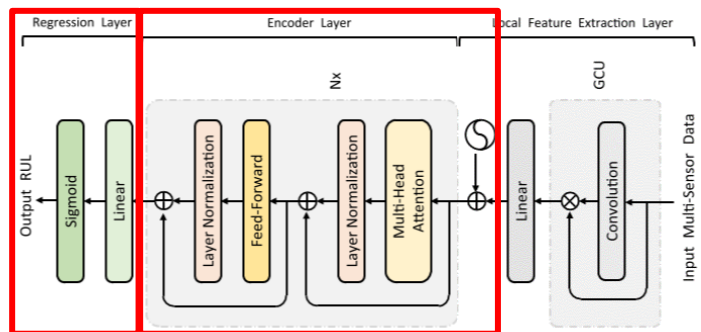 Regression Layer
Encoder Layer
Local Feature Extraction Layer
Nx
GCU
Output RUL
Sigmoid
Linear
Layer Normalization
Feed-Forward
Layer Normalization
Multi-Head
Attention
Linear
Convolution
Input Multi-Sensor Data